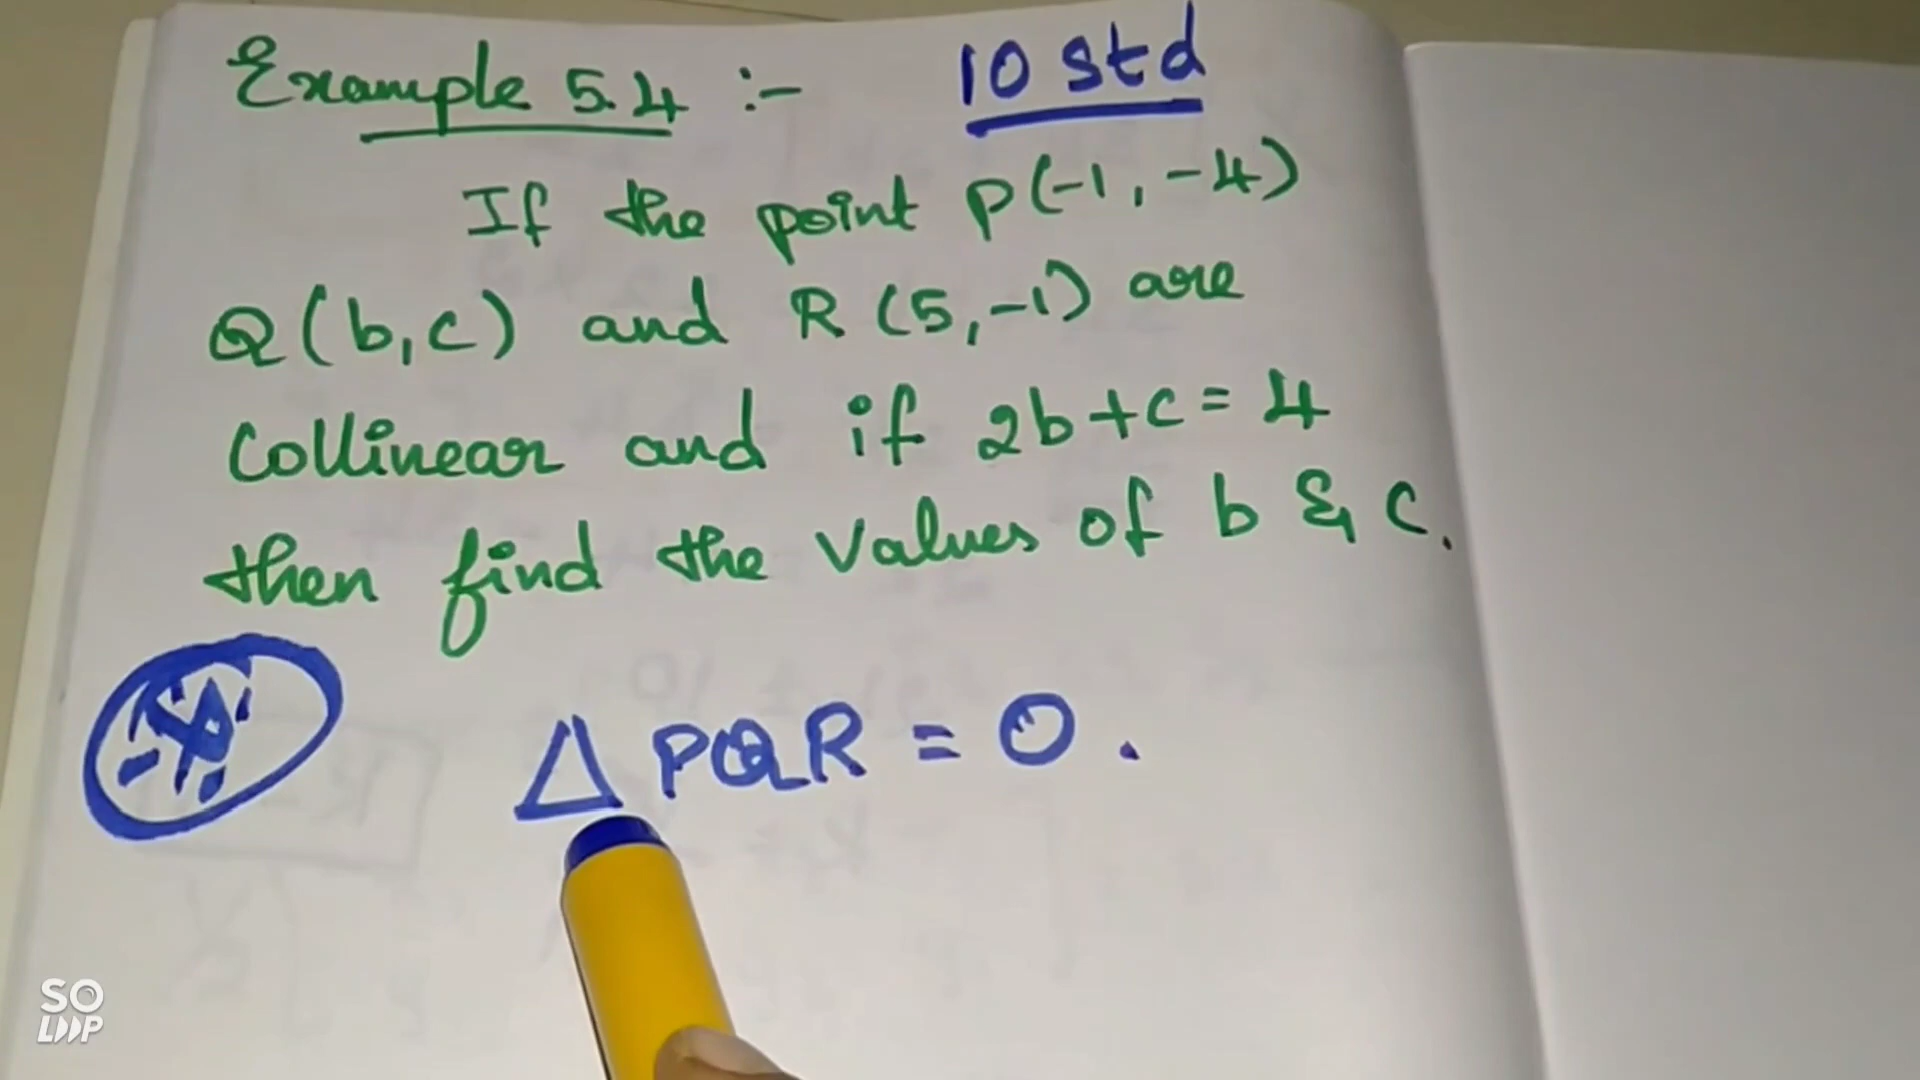 Example 5.4 :- 10 std
If the point P(-1, -4)
Q(b,c) and R (5,-1) are
Collinear and if 2b+c=4
then find the values of b & c.
Δ PQR = 0.
SO
LOOP